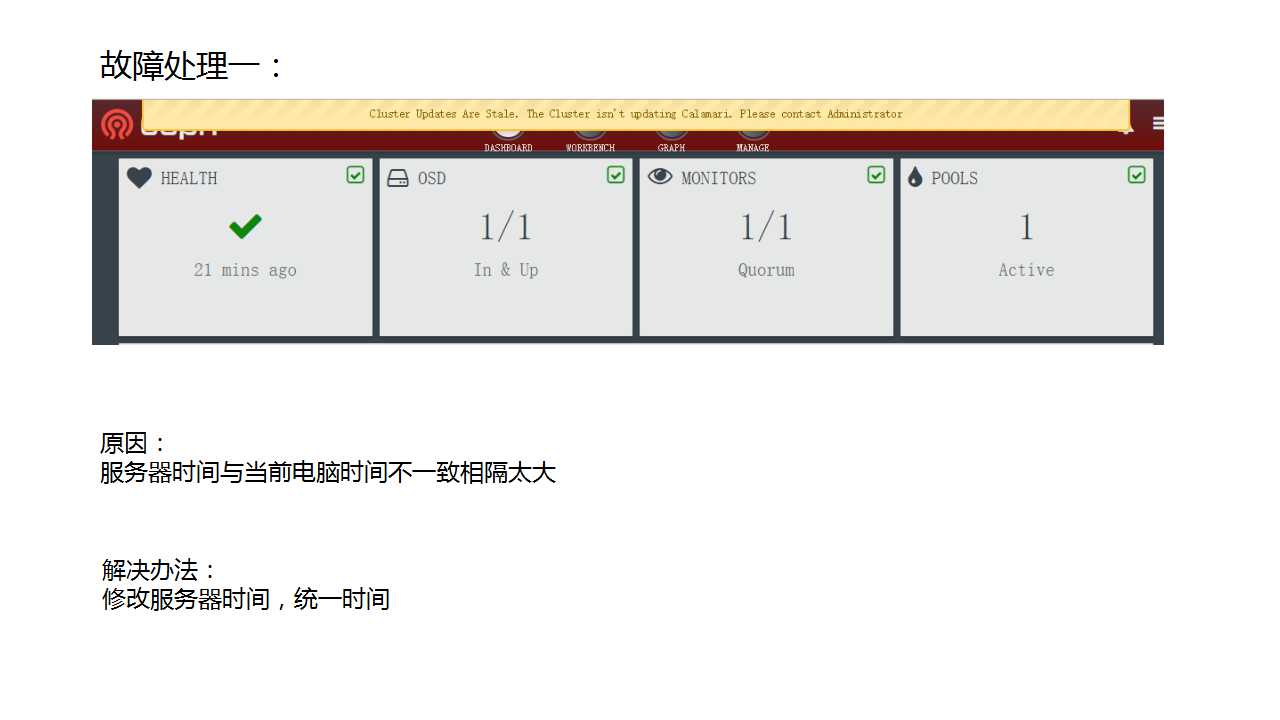 故障处理一：
Cluster Updates Are Stale. The Cluster isn't updating Calamari. Please contact Administrator
DASHBOARD WORKBENCH GRAPH MANAGE
HEALTH OSD MONITORS POOLS
1/1 1/1 1
21 mins ago In & Up Quorum Active
原因：
服务器时间与当前电脑时间不一致相隔太大
解决办法：
修改服务器时间，统一时间